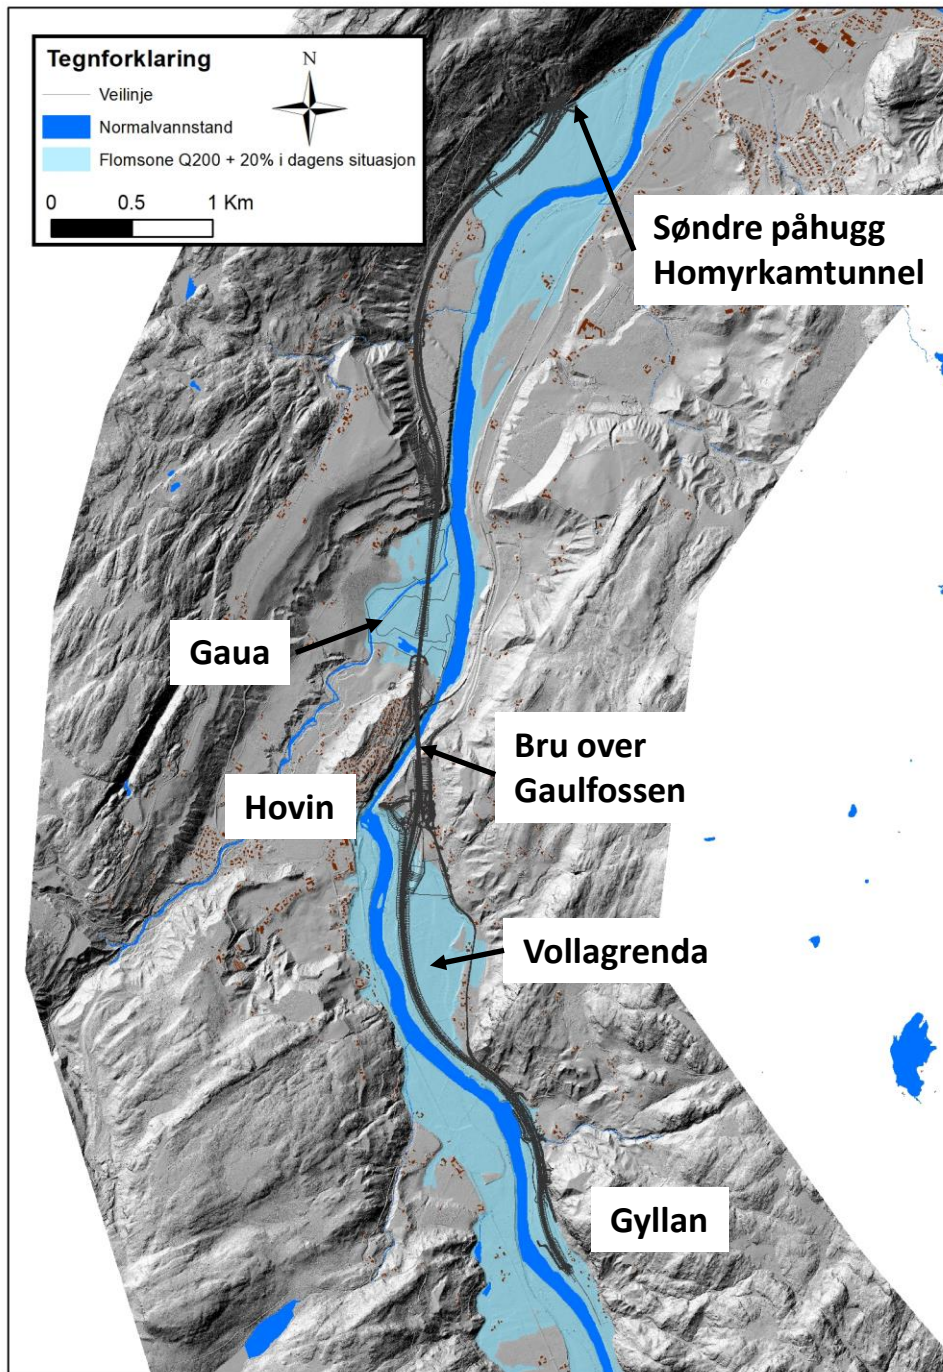 Tegnforklaring
N
Veilinje
Normalvannstand
Flomsone Q200 + 20% i dagens situasjon
0 0.5 1 Km
Søndre påhugg
Homyrkamtunnel
Gaua
Bru over
Gaulfossen
Hovin
Vollagrenda
Gyllan